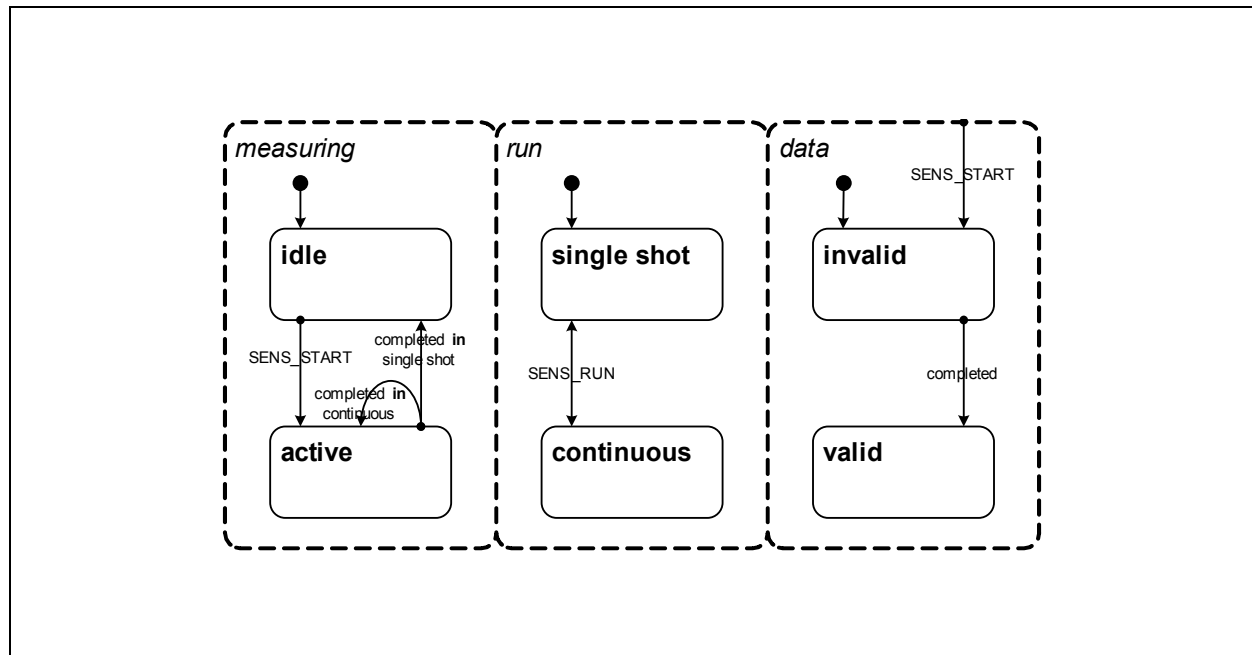 measuring
idle
SENS_START
completed in
single shot
completed in
continuous
active
run
single shot
SENS_RUN
continuous
data
SENS_START
invalid
completed
valid